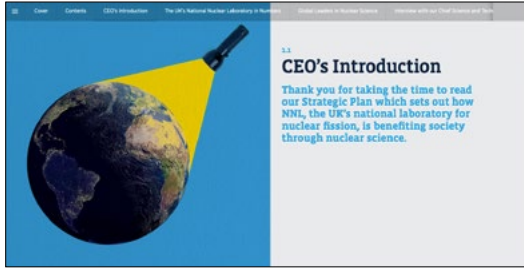 Cover Contents CEO's introduction The UK's National Nuclear Laboratory in Numbers Global Leaders in Nuclear Science Interview with our Chief Science and
1.1
CEO's Introduction
Thank you for taking the time to read
our Strategic Plan which sets out how
NNL, the UK's national laboratory for
nuclear fission, is benefiting society
through nuclear science.